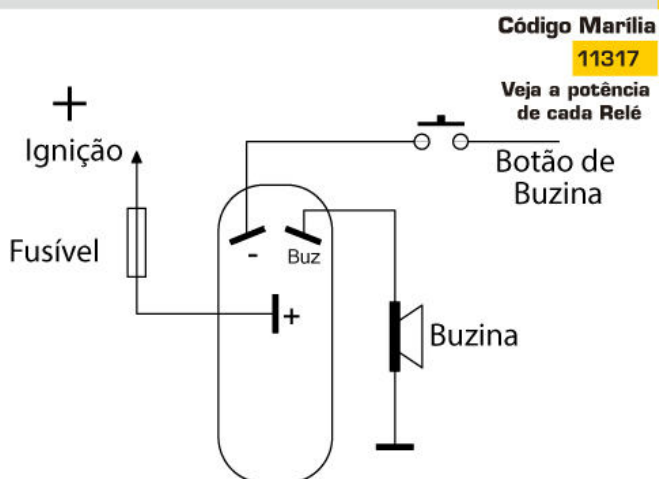 Código Marília
11317
Veja a potência
de cada Relé
+
Ignição
Botão de
Buzina
Fusível
-
Buz
+
Buzina